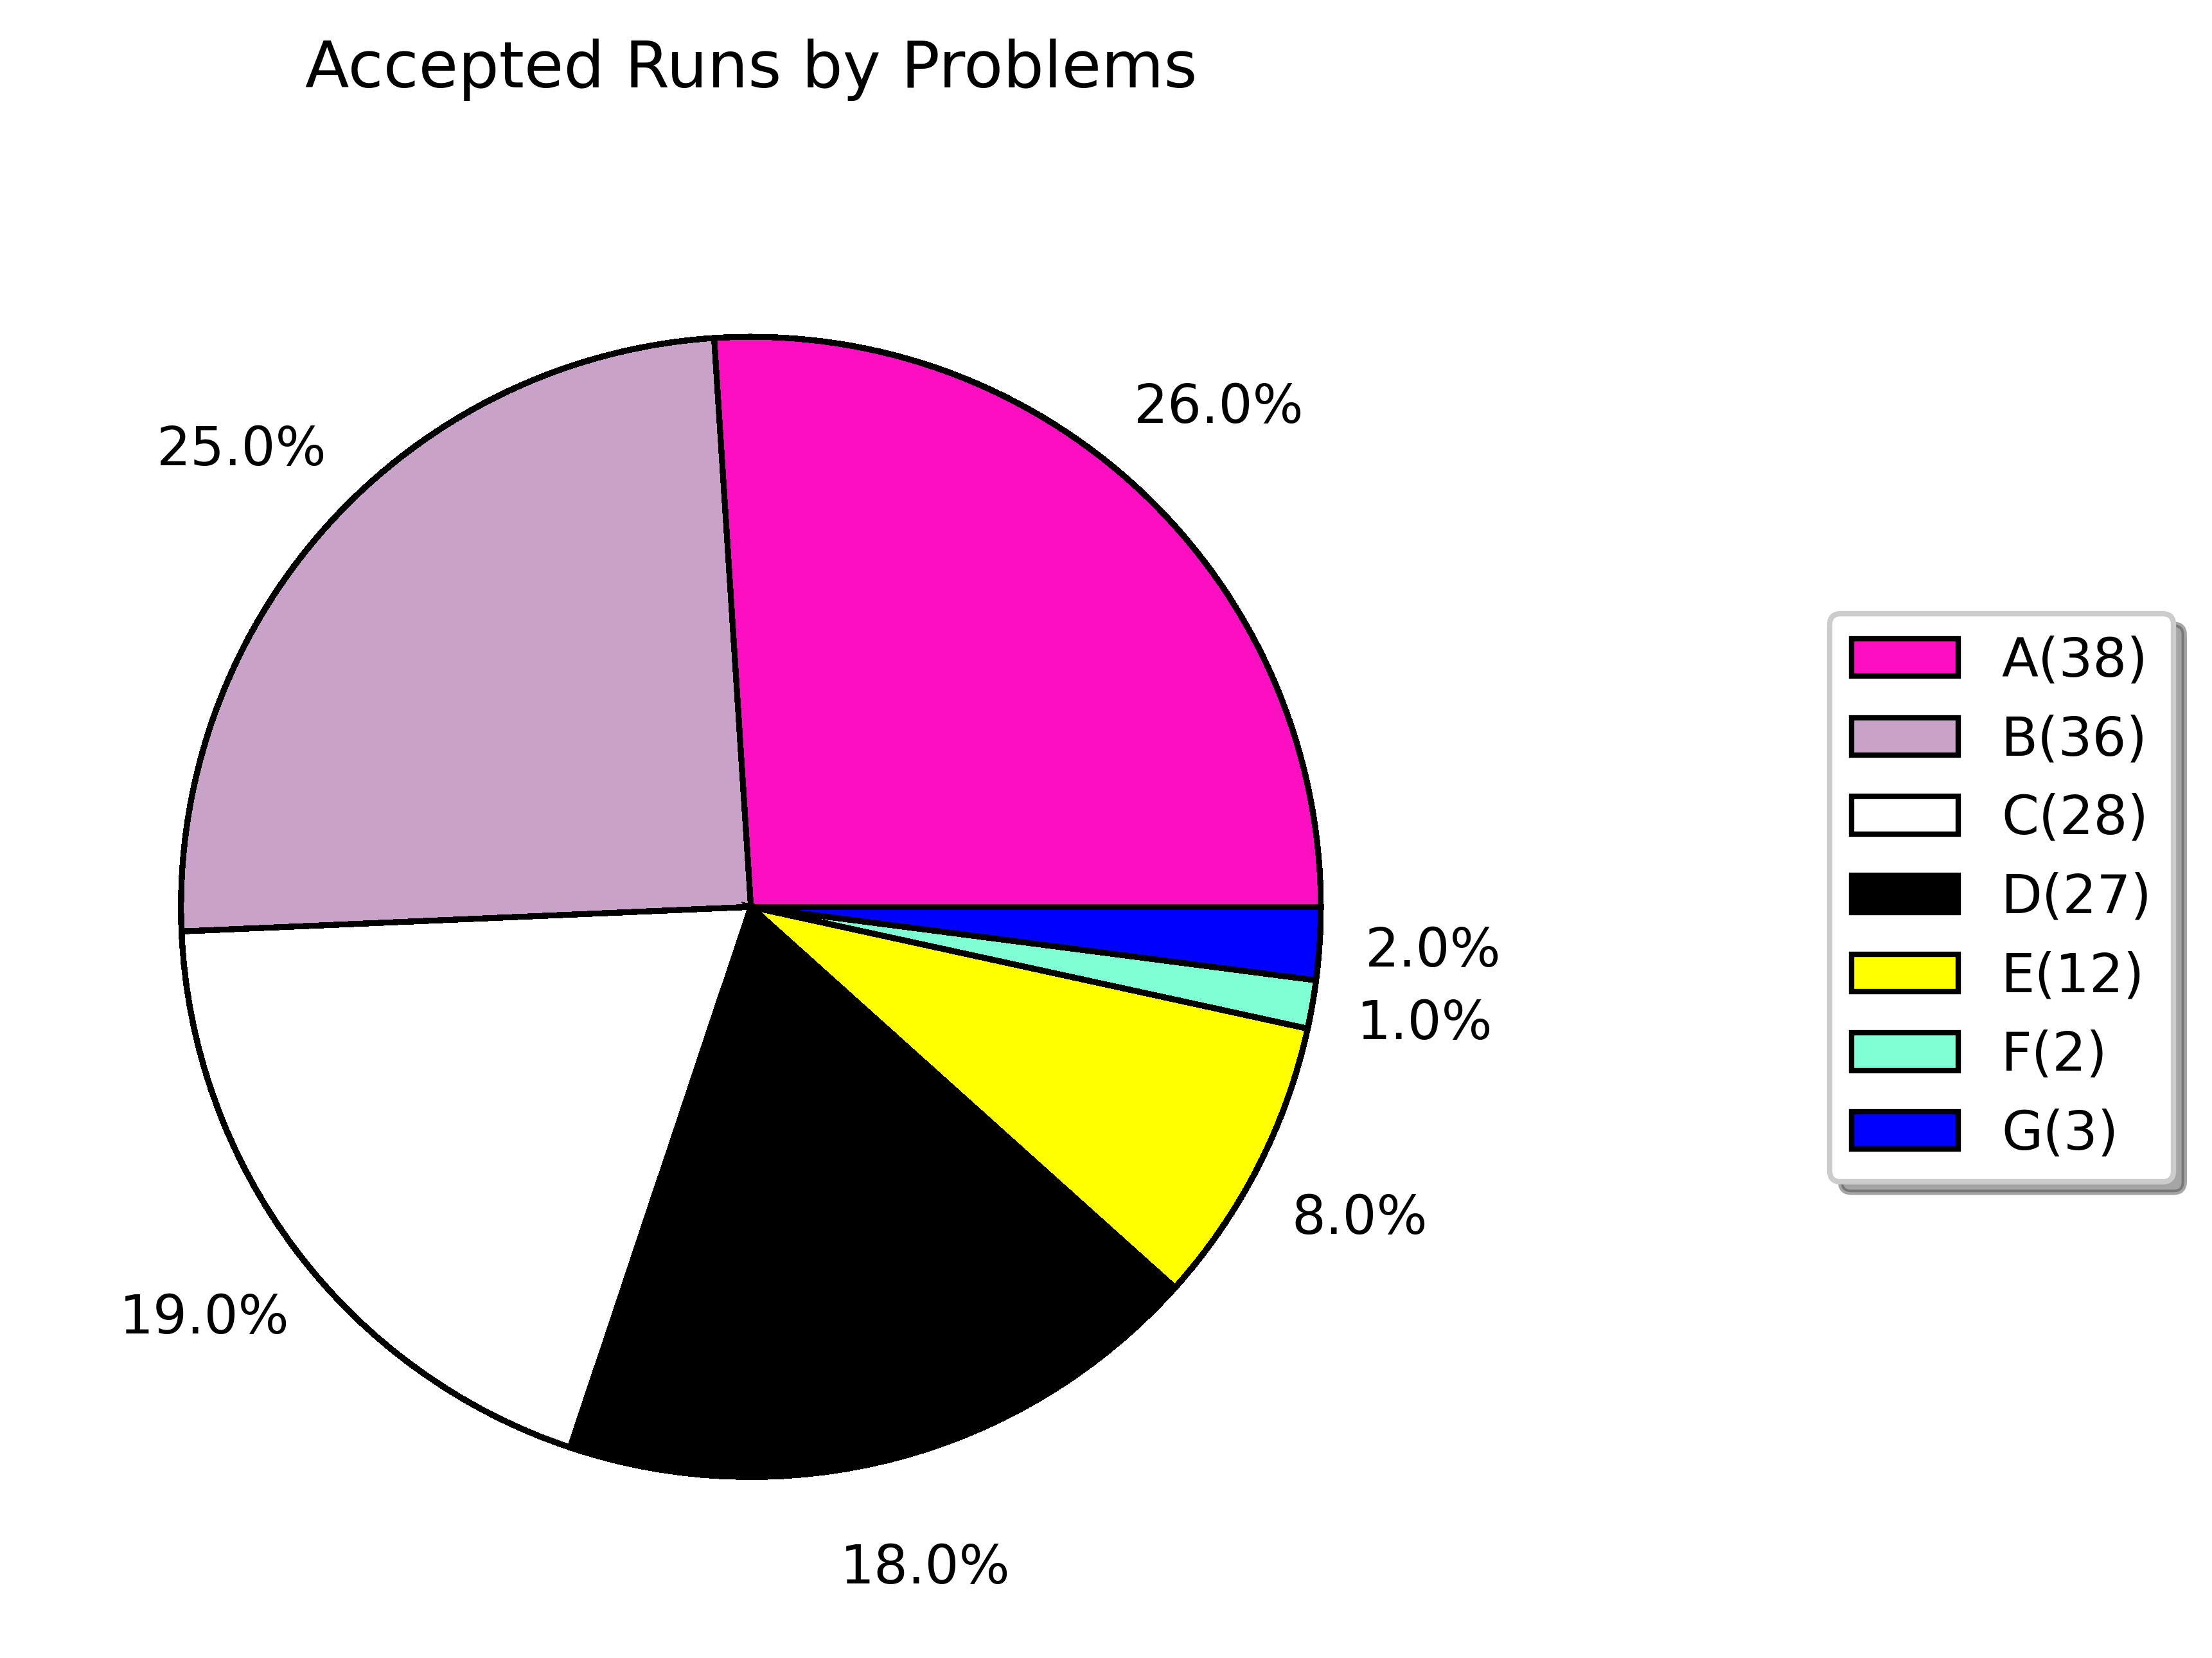 Accepted Runs by Problems
26.0%
25.0%
19.0%
18.0%
8.0%
1.0%
2.0%
A(38)
B(36)
C(28)
D(27)
E(12)
F(2)
G(3)